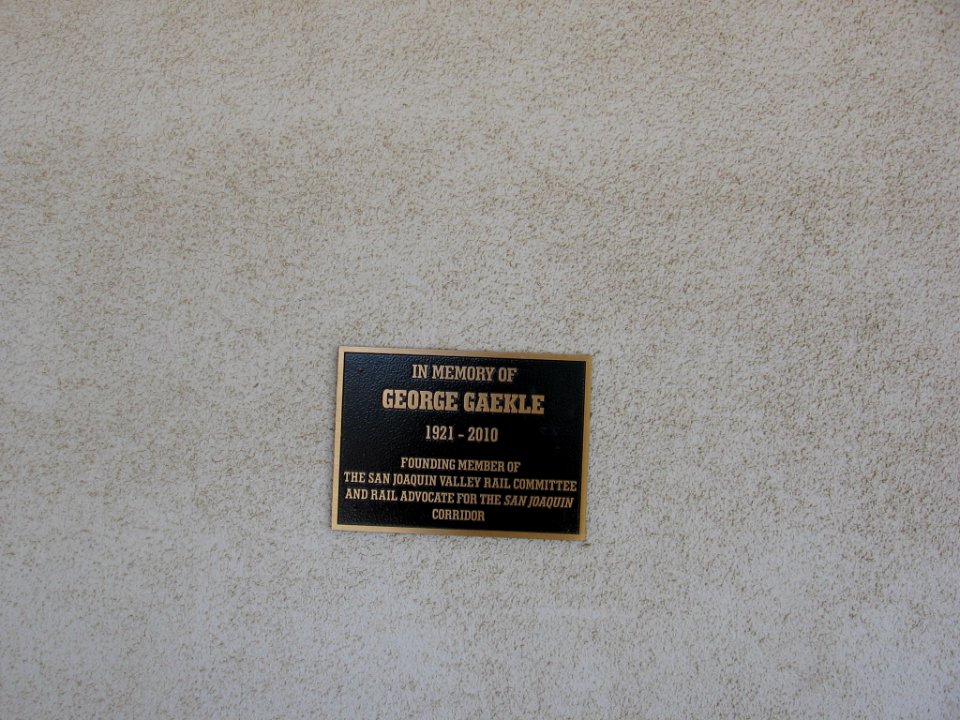 IN MEMORY OF
GEORGE GAEKLE
1921 - 2010
FOUNDING MEMBER OF
THE SAN JOAQUIN VALLEY RAIL COMMITTEE
AND RAIL ADVOCATE FOR THE SAN JOAQUIN
CORRIDOR